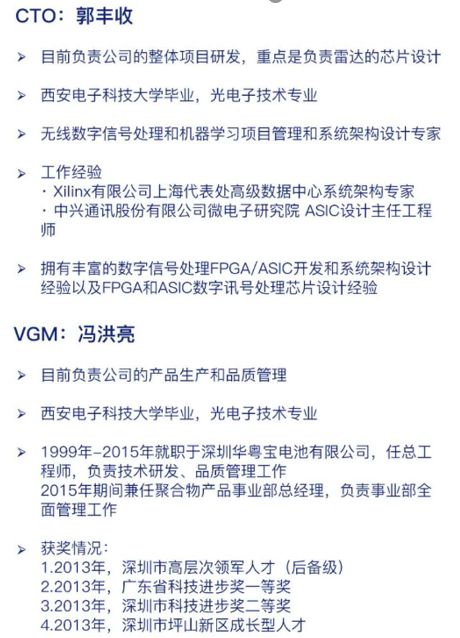 CTO：郭丰收
➢ 目前负责公司的整体项目研发，重点是负责雷达的芯片设计
➢ 西安电子科技大学毕业，光电子技术专业
➢ 无线数字信号处理和机器学习项目管理和系统架构设计专家
➢ 工作经验
· Xilinx有限公司上海代表处高级数据中心系统架构专家
· 中兴通讯股份有限公司微电子研究院 ASIC设计主任工程
师
➢ 拥有丰富的数字信号处理FPGA/ASIC开发和系统架构设计
经验以及FPGA和ASIC数字讯号处理芯片设计经验
VGM：冯洪亮
➢ 目前负责公司的产品生产和品质管理
➢ 西安电子科技大学毕业，光电子技术专业
➢ 1999年-2015年就职于深圳华粤宝电池有限公司，任总工
程师，负责技术研发、品质管理工作
2015年期间兼任聚合物产品事业部总经理，负责事业部全
面管理工作
➢ 获奖情况：
1.2013年，深圳市高层次领军人才（后备级）
2.2013年，广东省科技进步奖一等奖
3.2013年，深圳市科技进步奖二等奖
4.2013年，深圳市坪山新区成长型人才